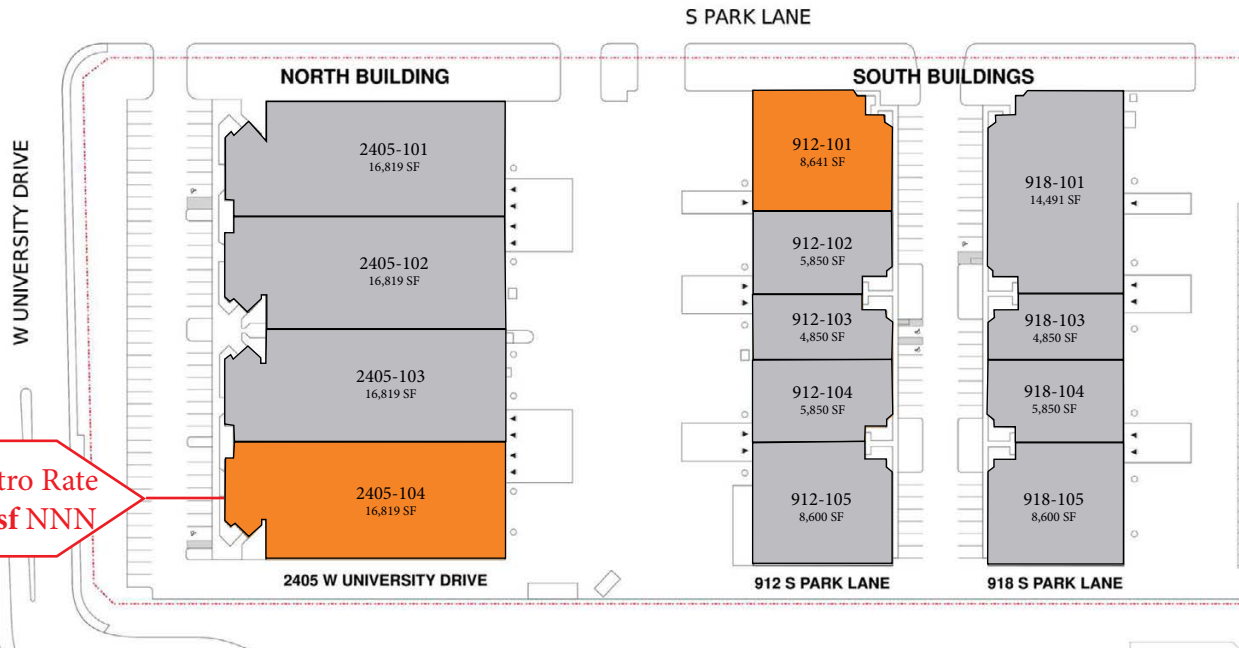 S PARK LANE
NORTH BUILDING
SOUTH BUILDINGS
W UNIVERSITY DRIVE
2405-101
16,819 SF
2405-102
16,819 SF
2405-103
16,819 SF
2405-104
16,819 SF
tro Rate
sf NNN
2405 W UNIVERSITY DRIVE
912-101
8,641 SF
912-102
5,850 SF
912-103
4,850 SF
912-104
5,850 SF
912-105
8,600 SF
912 S PARK LANE
918-101
14,491 SF
918-103
4,850 SF
918-104
5,850 SF
918-105
8,600 SF
918 S PARK LANE